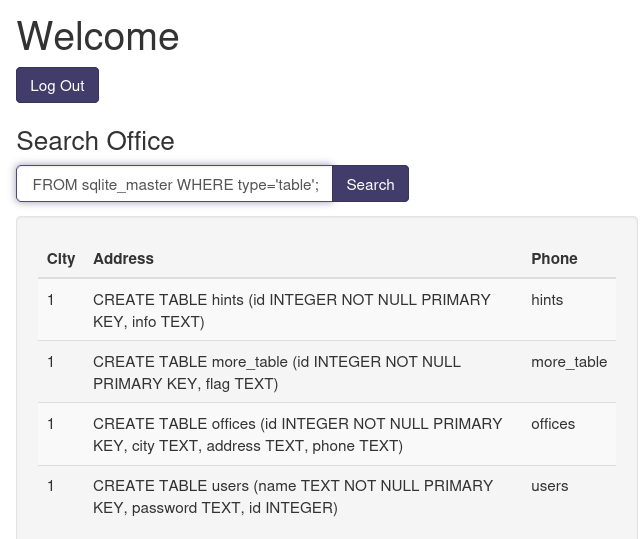 Welcome
Log Out
Search Office
FROM sqlite_master WHERE type='table';
Search
City Address Phone
1 CREATE TABLE hints (id INTEGER NOT NULL PRIMARY hints
KEY, info TEXT)
1 CREATE TABLE more_table (id INTEGER NOT NULL more_table
PRIMARY KEY, flag TEXT)
1 CREATE TABLE offices (id INTEGER NOT NULL PRIMARY offices
KEY, city TEXT, address TEXT, phone TEXT)
1 CREATE TABLE users (name TEXT NOT NULL PRIMARY users
KEY, password TEXT, id INTEGER)